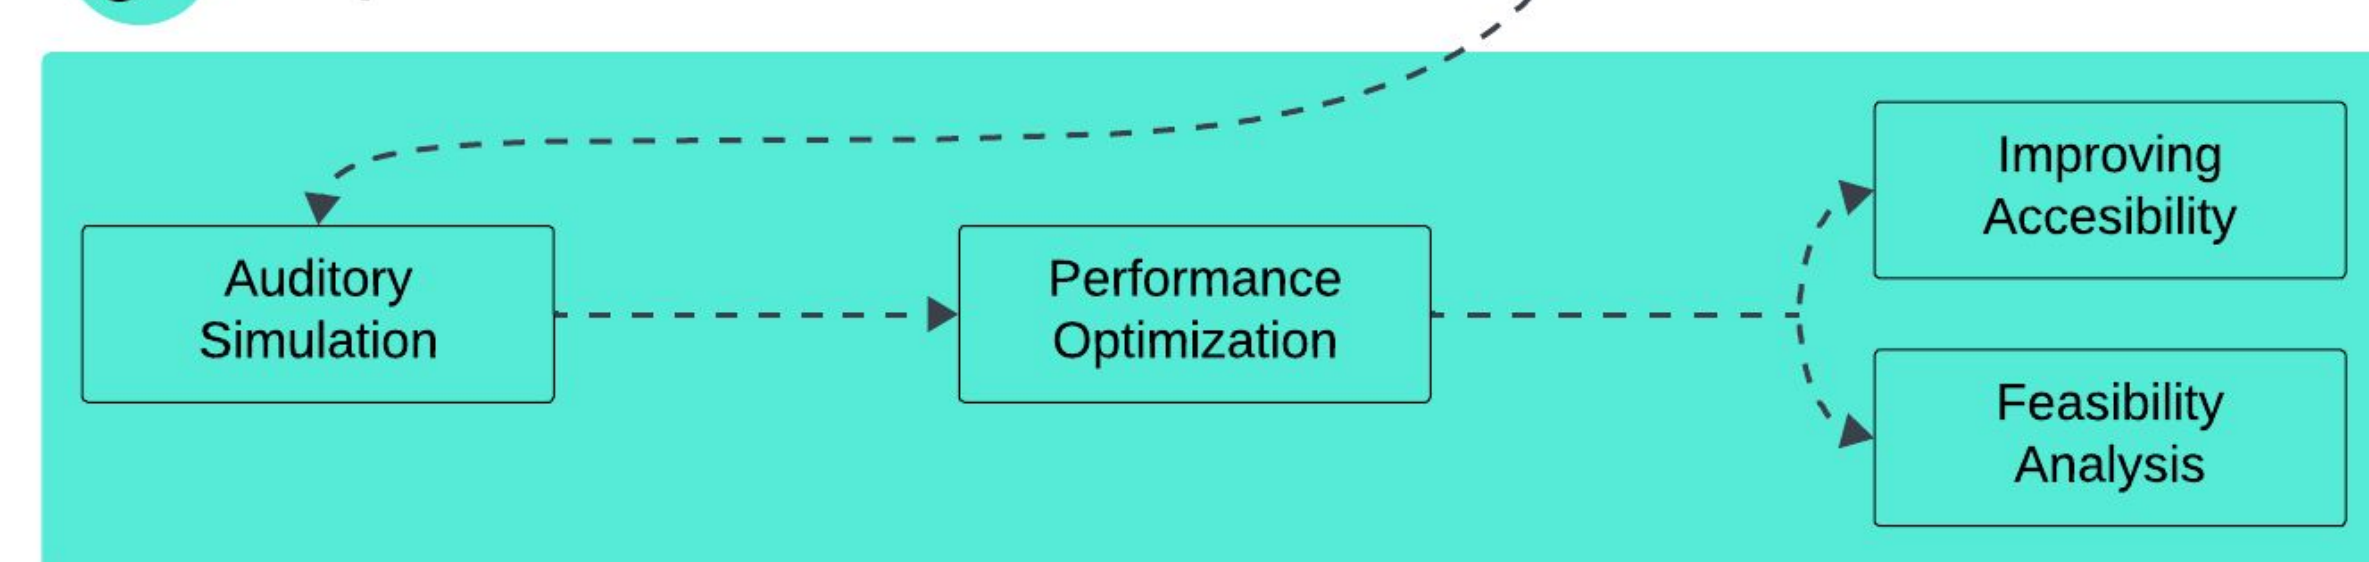 Auditory
Simulation
Performance
Optimization
Improving
Accesibility
Feasibility
Analysis